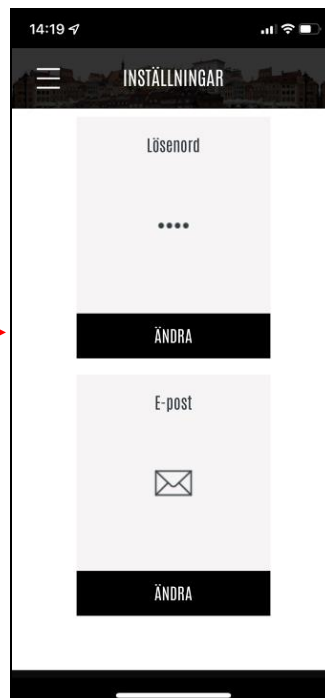 14:19
INSTÄLLNINGAR
Lösenord
ÄNDRA
E-post
ÄNDRA